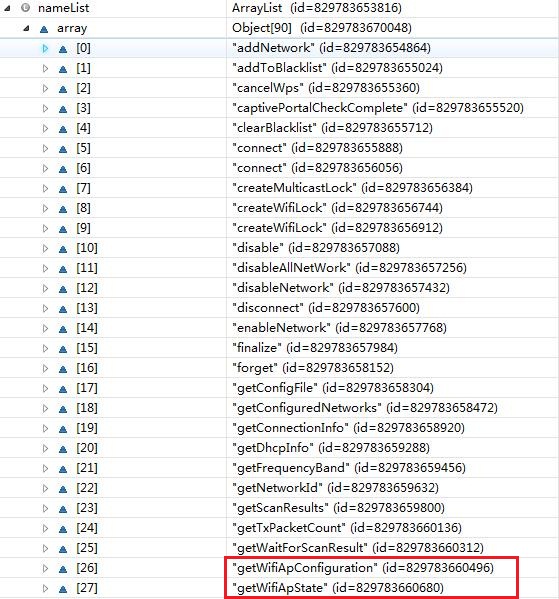 nameList ArrayList (id=829783653816)
array Object[90] (id=829783670048)
[0] "addNetwork" (id=829783654864)
[1] "addToBlacklist" (id=829783655024)
[2] "cancelWps" (id=829783655360)
[3] "captivePortalCheckComplete" (id=829783655520)
[4] "clearBlacklist" (id=829783655712)
[5] "connect" (id=829783655888)
[6] "connect" (id=829783656056)
[7] "createMulticastLock" (id=829783656384)
[8] "createWifiLock" (id=829783656744)
[9] "createWifiLock" (id=829783656912)
[10] "disable" (id=829783657088)
[11] "disableAllNetWork" (id=829783657256)
[12] "disableNetwork" (id=829783657432)
[13] "disconnect" (id=829783657600)
[14] "enableNetwork" (id=829783657768)
[15] "finalize" (id=829783657984)
[16] "forget" (id=829783658152)
[17] "getConfigFile" (id=829783658304)
[18] "getConfiguredNetworks" (id=829783658472)
[19] "getConnectionInfo" (id=829783658920)
[20] "getDhcpInfo" (id=829783659288)
[21] "getFrequencyBand" (id=829783659456)
[22] "getNetworkId" (id=829783659632)
[23] "getScanResults" (id=829783659800)
[24] "getTxPacketCount" (id=829783660136)
[25] "getWaitForScanResult" (id=829783660312)
[26] "getWifiApConfiguration" (id=829783660496)
[27] "getWifiApState" (id=829783660680)